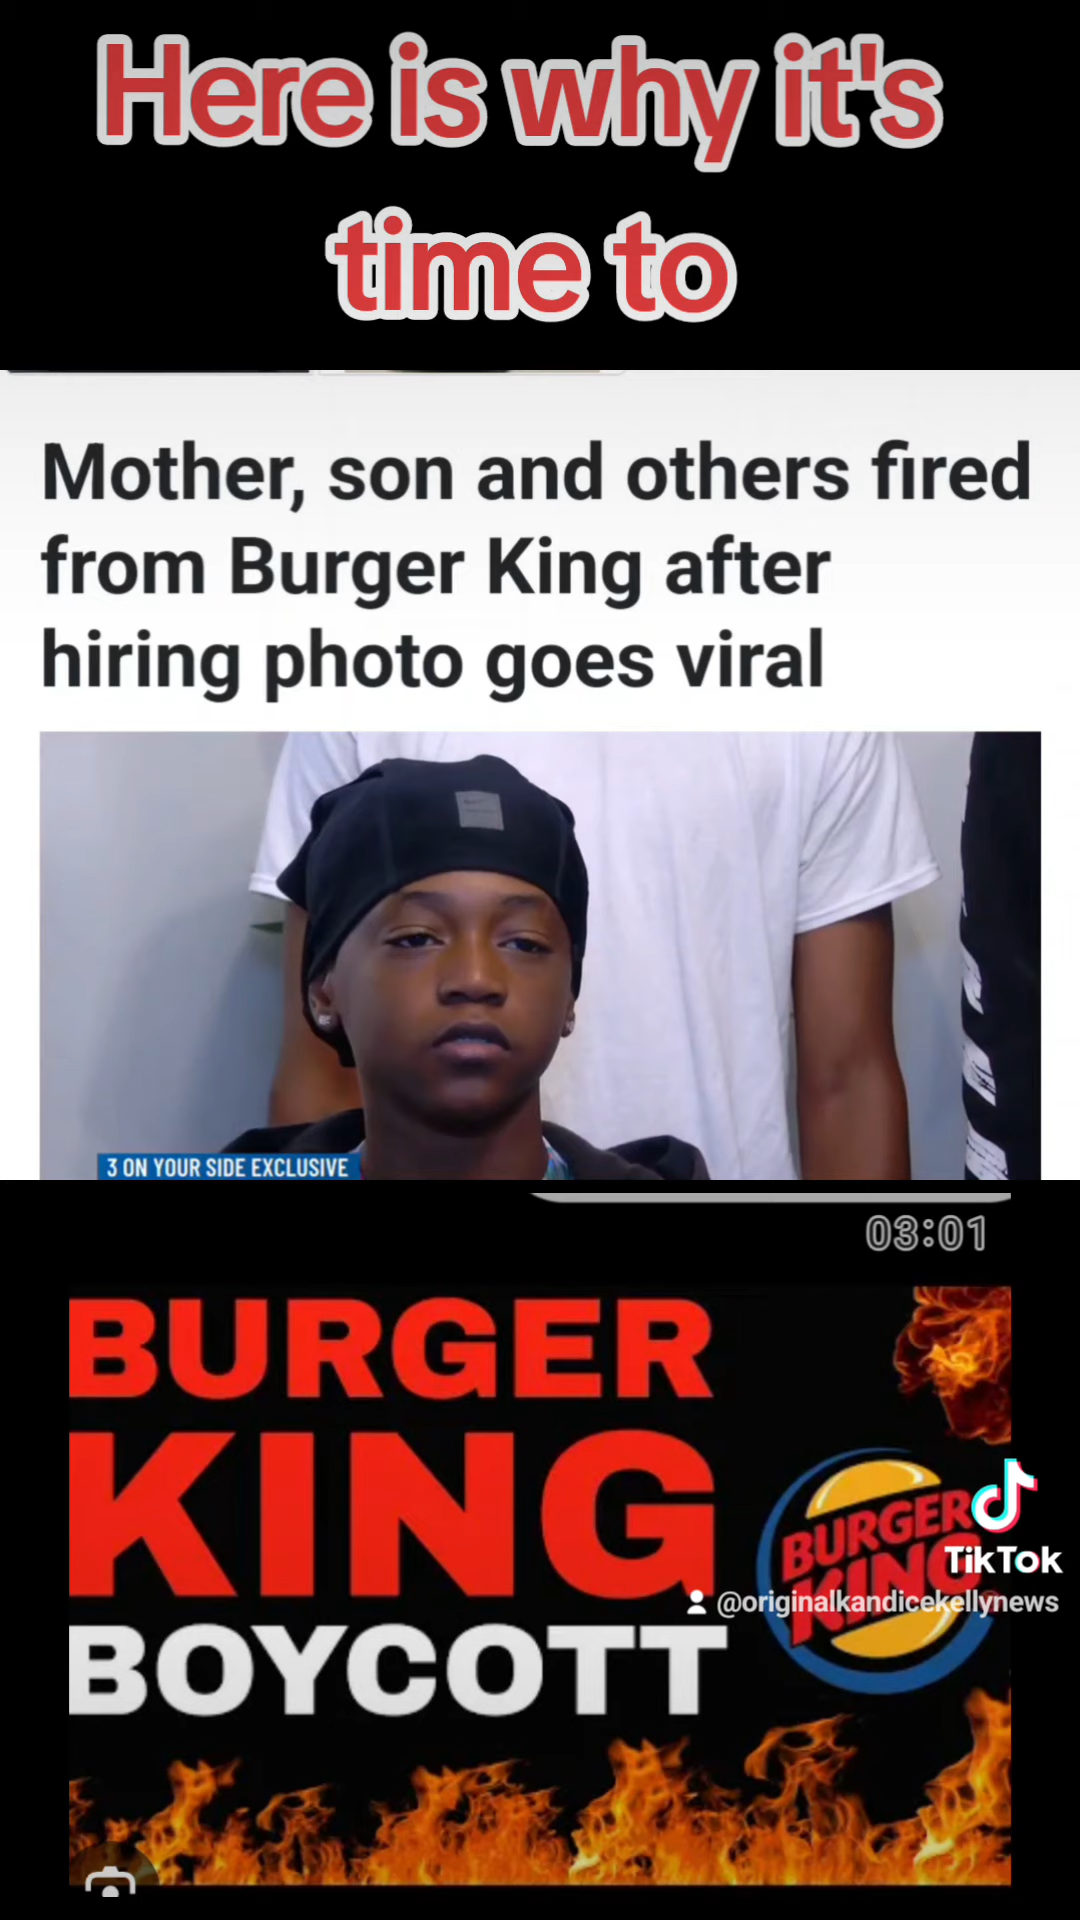 Here is why it's
time to
Mother, son and others fired
from Burger King after
hiring photo goes viral
3 ON YOUR SIDE EXCLUSIVE
03:01
BURGER
KING
BOYCOTT
BURGER
KING
TikTok
@originalkandicekellynews